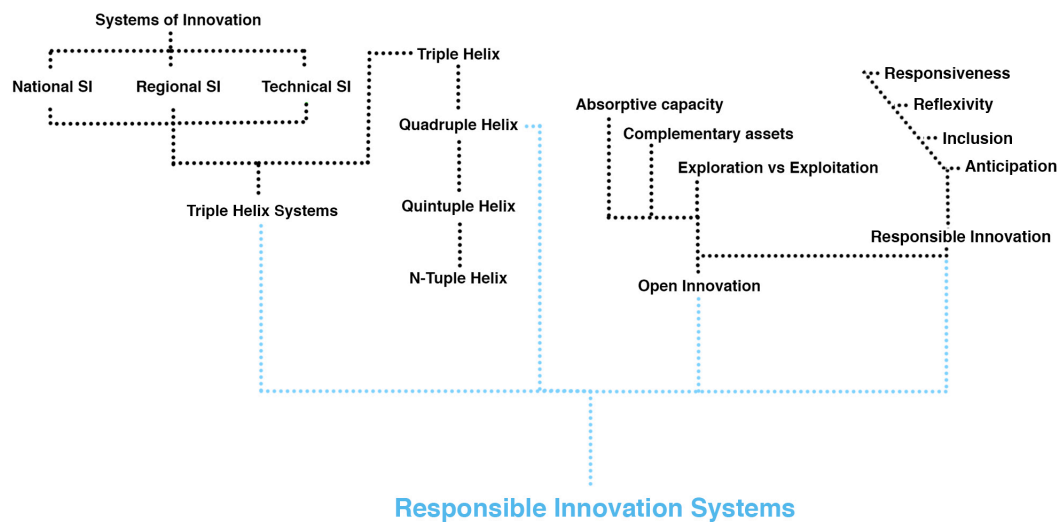 Systems of Innovation
National SI
Regional SI
Technical SI
Triple Helix
Quadruple Helix
Quintuple Helix
N-Tuple Helix
Triple Helix Systems
Absorptive capacity
Complementary assets
Exploration vs Exploitation
Open Innovation
Responsiveness
Reflexivity
Inclusion
Anticipation
Responsible Innovation
Responsible Innovation Systems